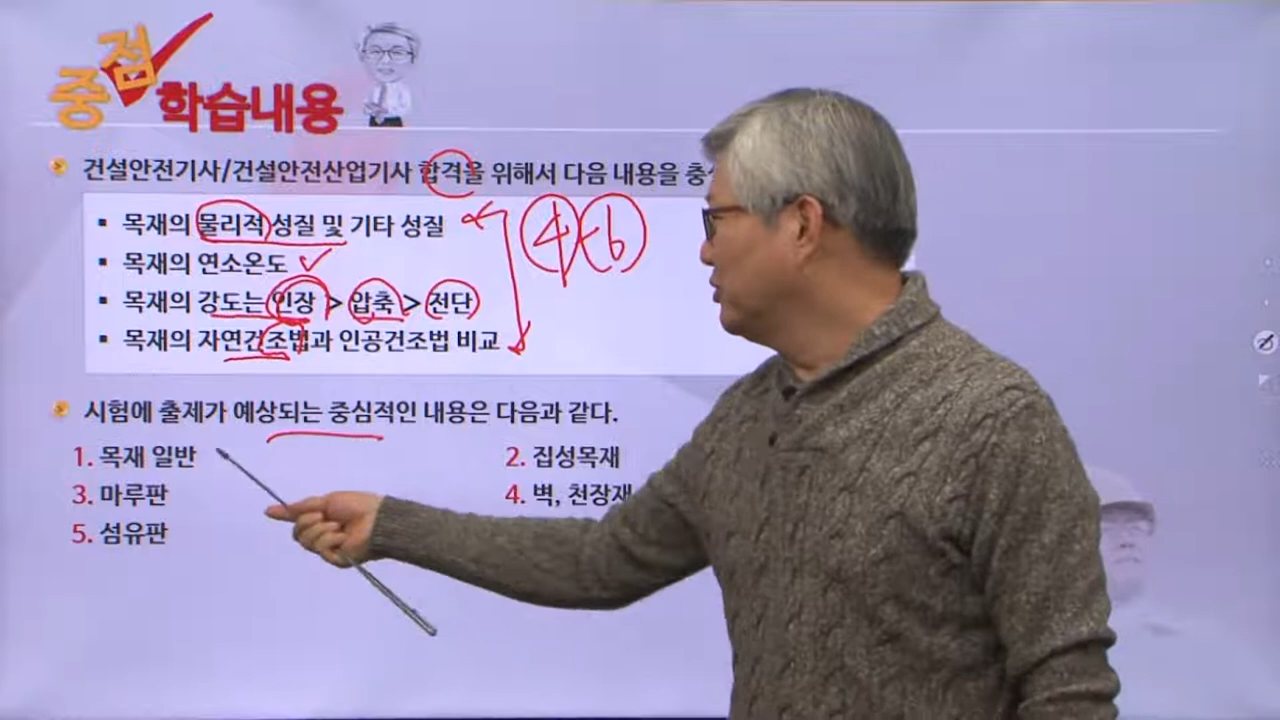 중점
학습내용
건설안전기사/건설안전산업기사 합격을 위해서 다음 내용을
▪ 목재의 물리적 성질 및 기타 성질
4~6
▪ 목재의 연소온도
▪ 목재의 강도는 인장 > 압축 > 전단
▪ 목재의 자연건조법과 인공건조법 비교
시험에 출제가 예상되는 중심적인 내용은 다음과 같다.
1. 목재 일반
2. 집성목재
3. 마루판
4. 벽, 천장재
5. 섬유판